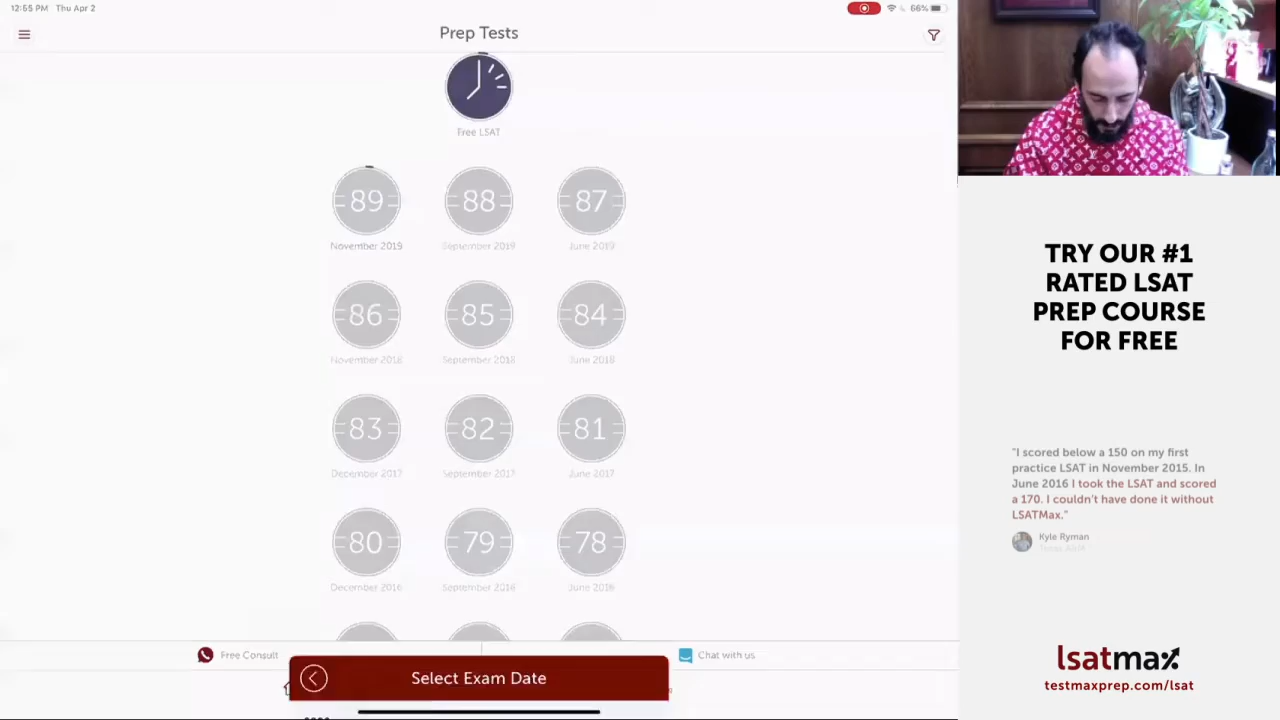 12:55 PM Thu Apr 2
66%
Prep Tests
Free LSAT
89 88 87
November 2019 September 2019 June 2019
86 85 84
November 2018 September 2018 June 2018
83 82 81
December 2017 September 2017 June 2017
80 79 78
December 2016 September 2016 June 2016
Free Consult
Chat with us
Select Exam Date
TRY OUR #1
RATED LSAT
PREP COURSE
FOR FREE
"I scored below a 150 on my first
practice LSAT in November 2015. In
June 2016 I took the LSAT and scored
a 170. I couldn't have done it without
LSATMax."
Kyle Ryman
lsatmax
testmaxprep.com/lsat